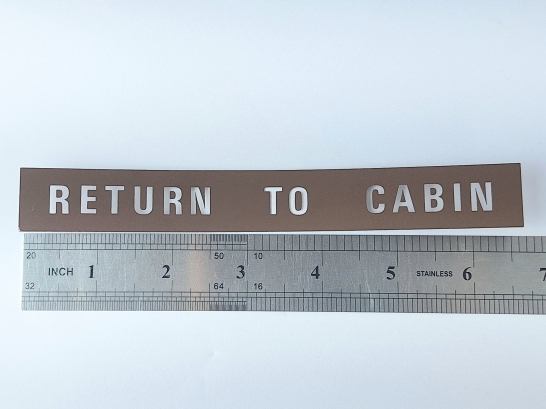 RETURN TO CABIN
20 50 10
INCH 1 2 3 4 5 STAINLESS 6 7
32 64 16